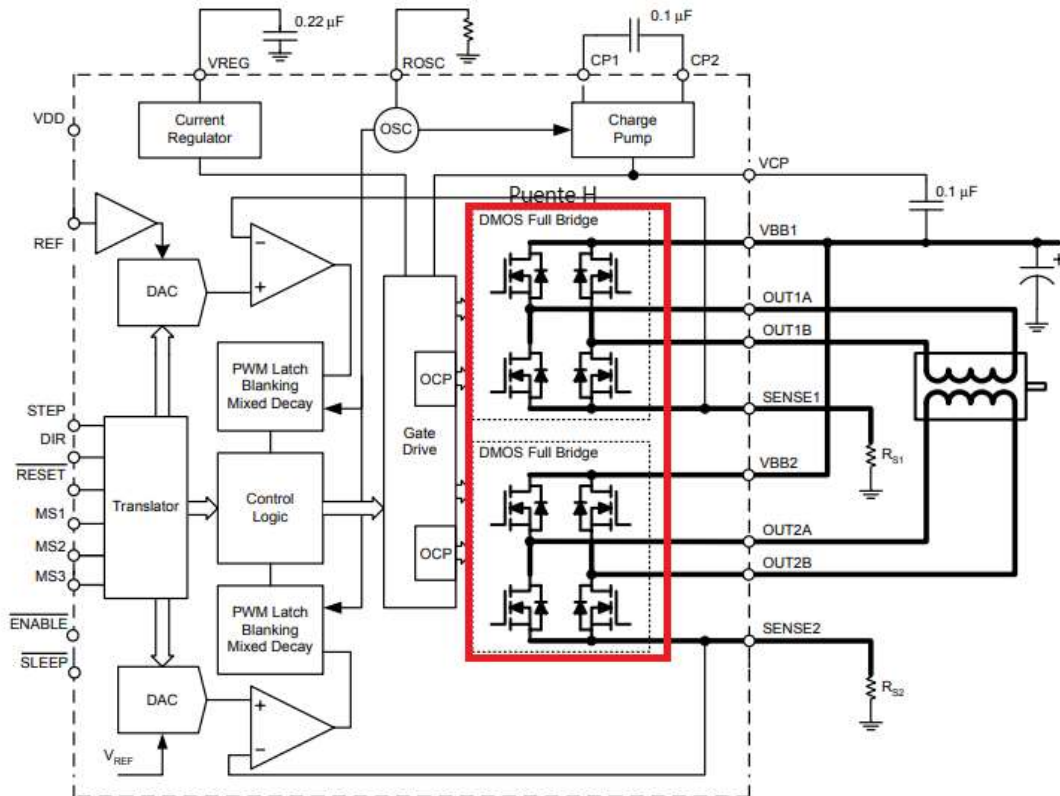 0.22 μF
0.1 μF
VREG
ROSC
CP1
CP2
VDD
Current
Regulator
OSC
Charge
Pump
VCP
0.1 μF
Puente H
DMOS Full Bridge
VBB1
REF
DAC
OUT1A
OUT1B
PWM Latch
Blanking
Mixed Decay
OCP
SENSE1
STEP
DIR
RESET
MS1
MS2
MS3
Translator
Control
Logic
Gate
Drive
DMOS Full Bridge
VBB2
RS1
OUT2A
OCP
OUT2B
ENABLE
SLEEP
PWM Latch
Blanking
Mixed Decay
SENSE2
DAC
RS2
VREF
+
-
+
+
-